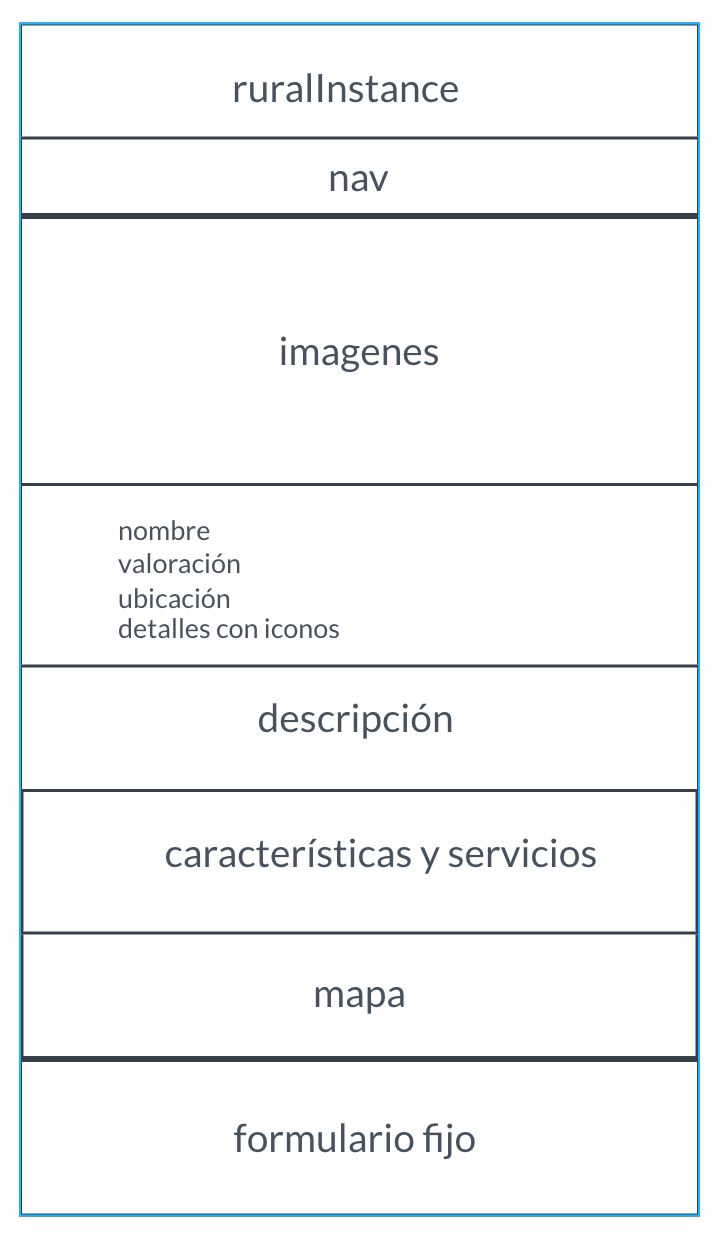 ruralInstance
nav
imagenes
nombre
valoración
ubicación
detalles con iconos
descripción
características y servicios
mapa
formulario fijo